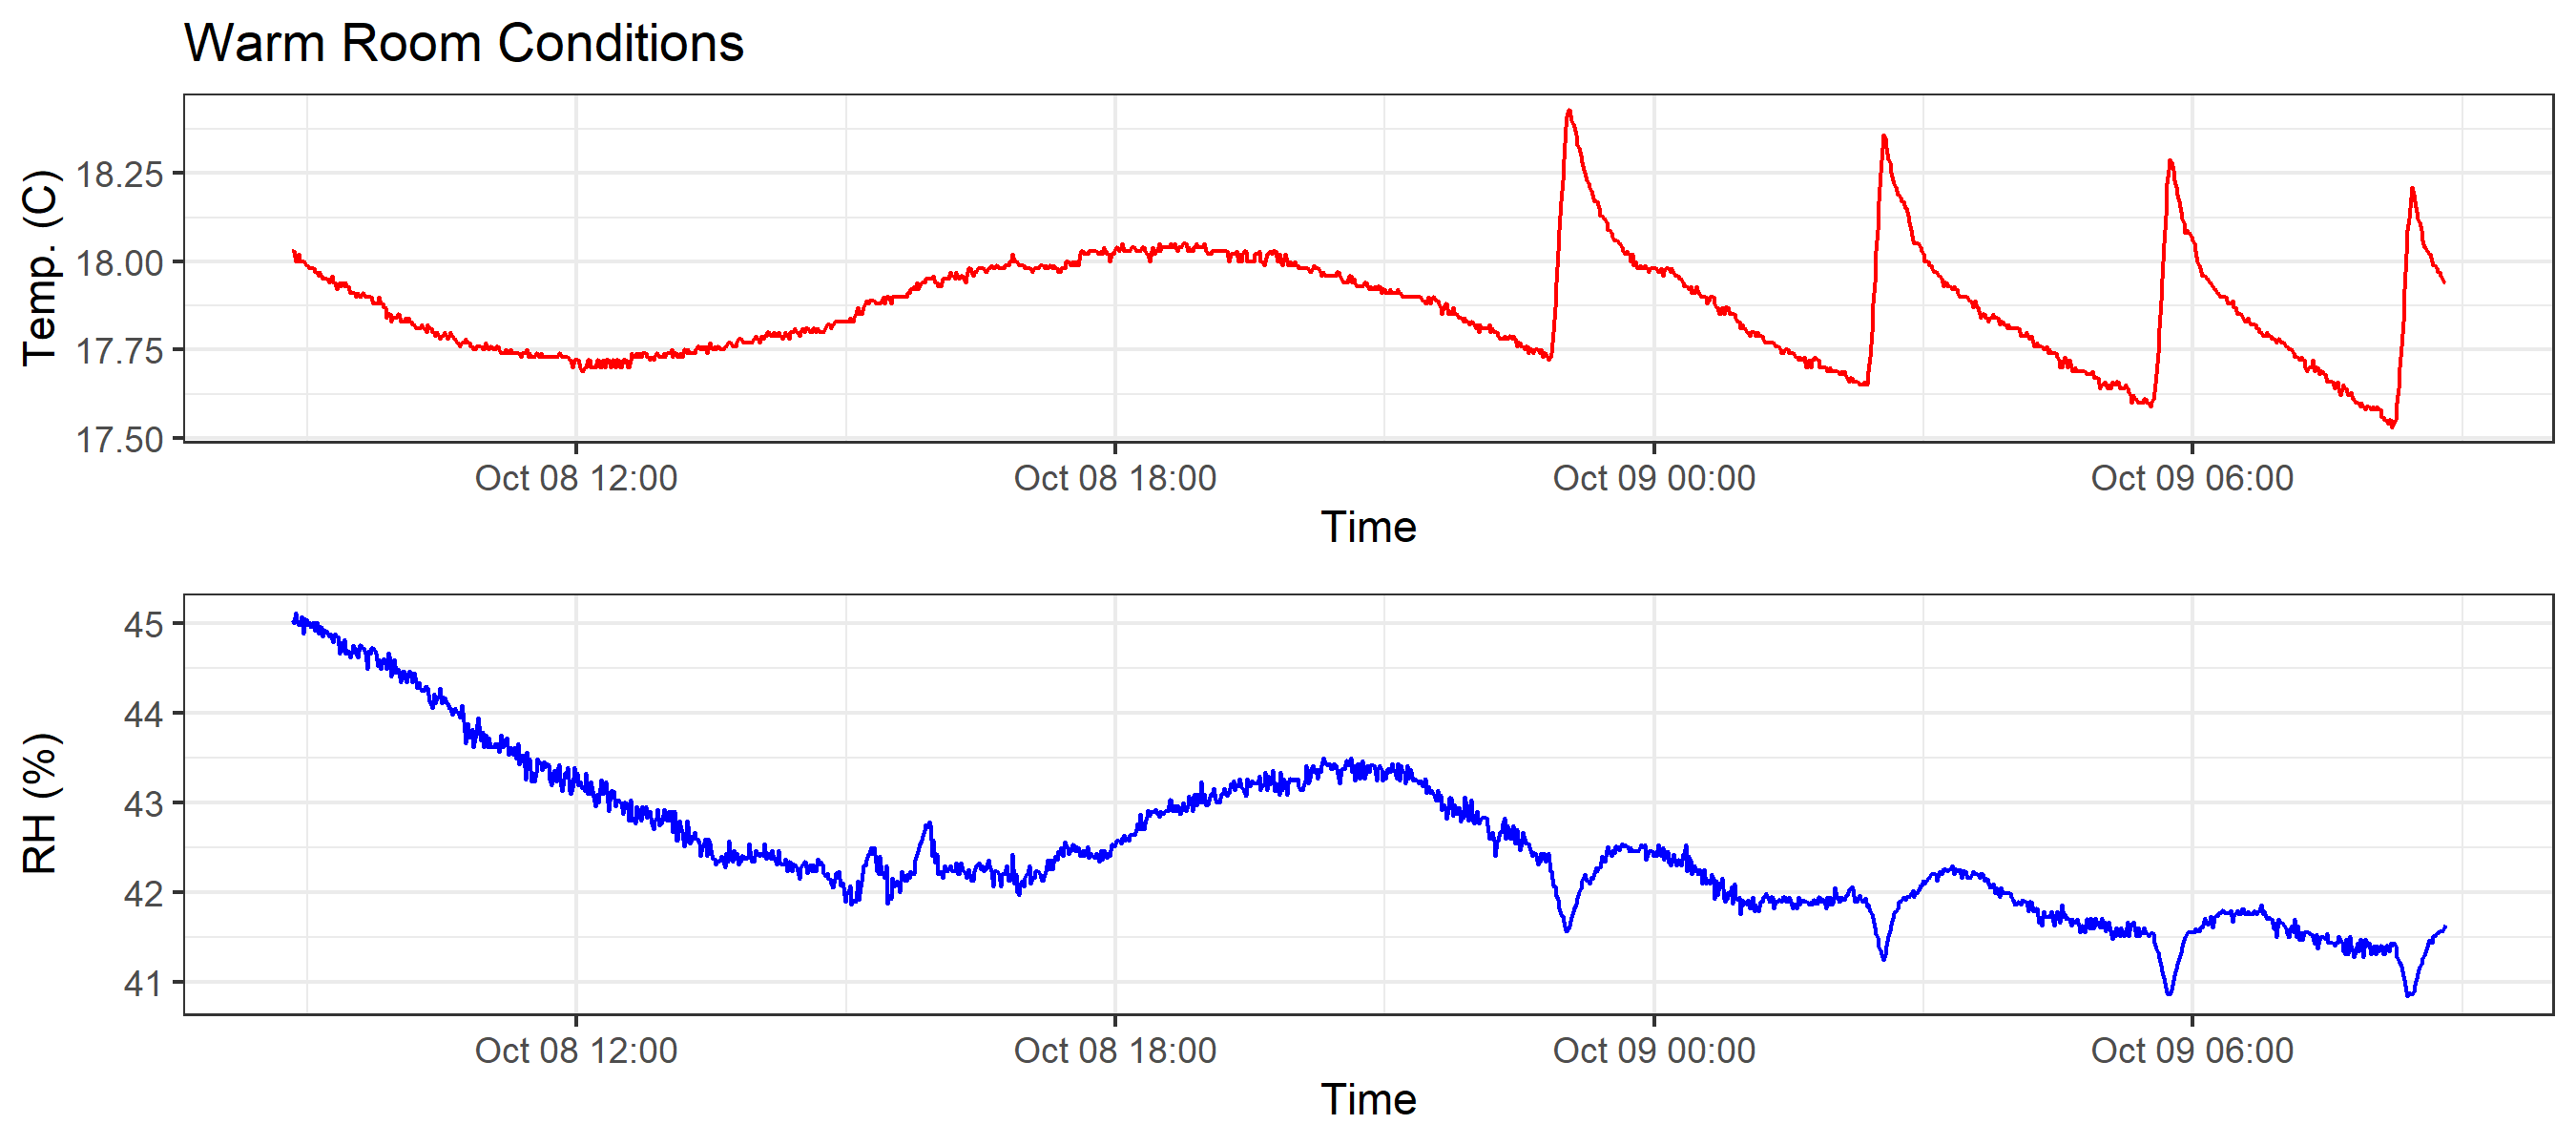 Warm Room Conditions
Temp. (C)
18.25
18.00
17.75
17.50
Oct 08 12:00 Oct 08 18:00 Oct 09 00:00 Oct 09 06:00
Time
RH (%)
45
44
43
42
41
Oct 08 12:00 Oct 08 18:00 Oct 09 00:00 Oct 09 06:00
Time